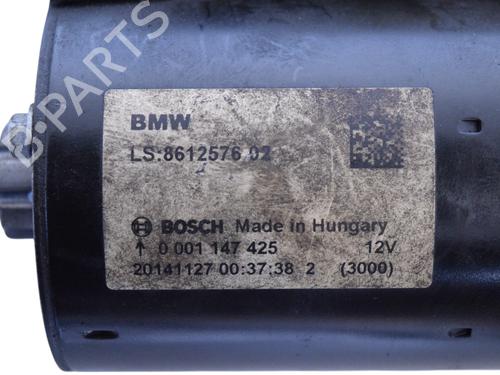 B-PARTS
BMW
LS:8612576 02
BOSCH Made in Hungary
↑ 0 001 147 425 12V
20141127 00:37:38 2 (3000)